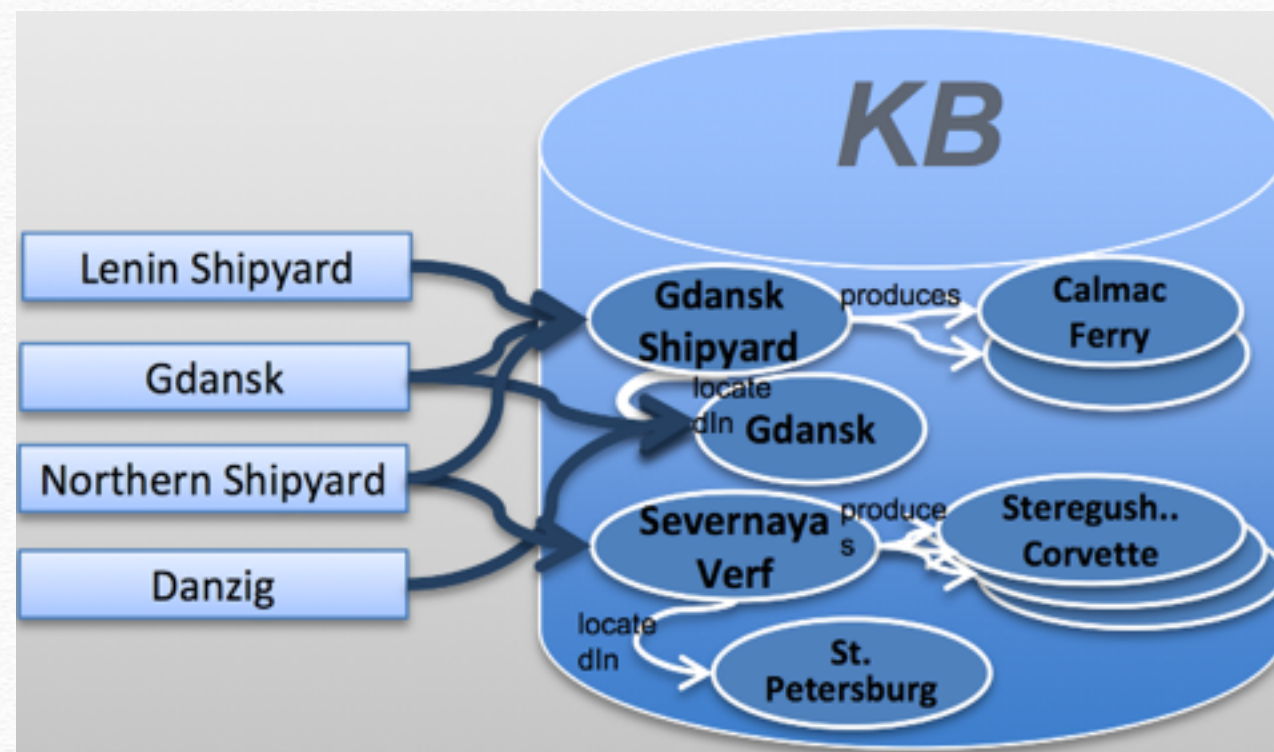 KB
Lenin Shipyard
Gdansk
Northern Shipyard
Danzig
Gdansk
Shipyard
produces
Calmac
Ferry
locate
dIn
Gdansk
Severnaya
Verf
produce
s
Steregush..
Corvette
locate
dIn
St.
Petersburg